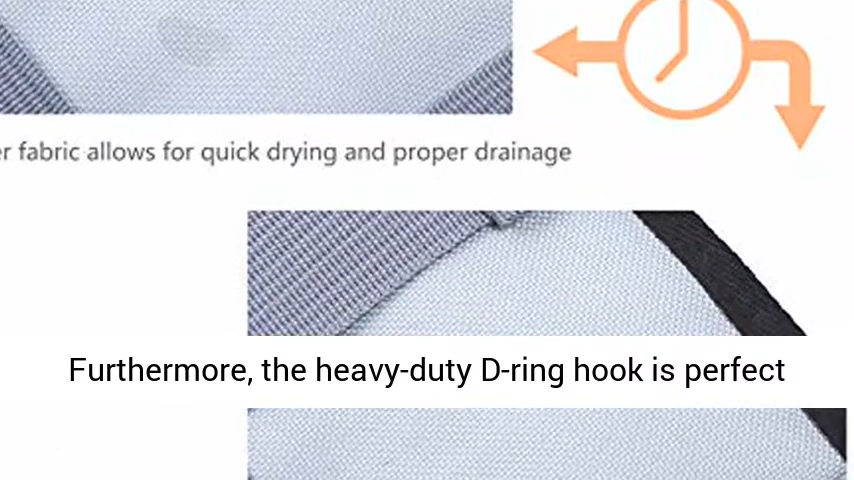 fabric allows for quick drying and proper drainage
Furthermore, the heavy-duty D-ring hook is perfect